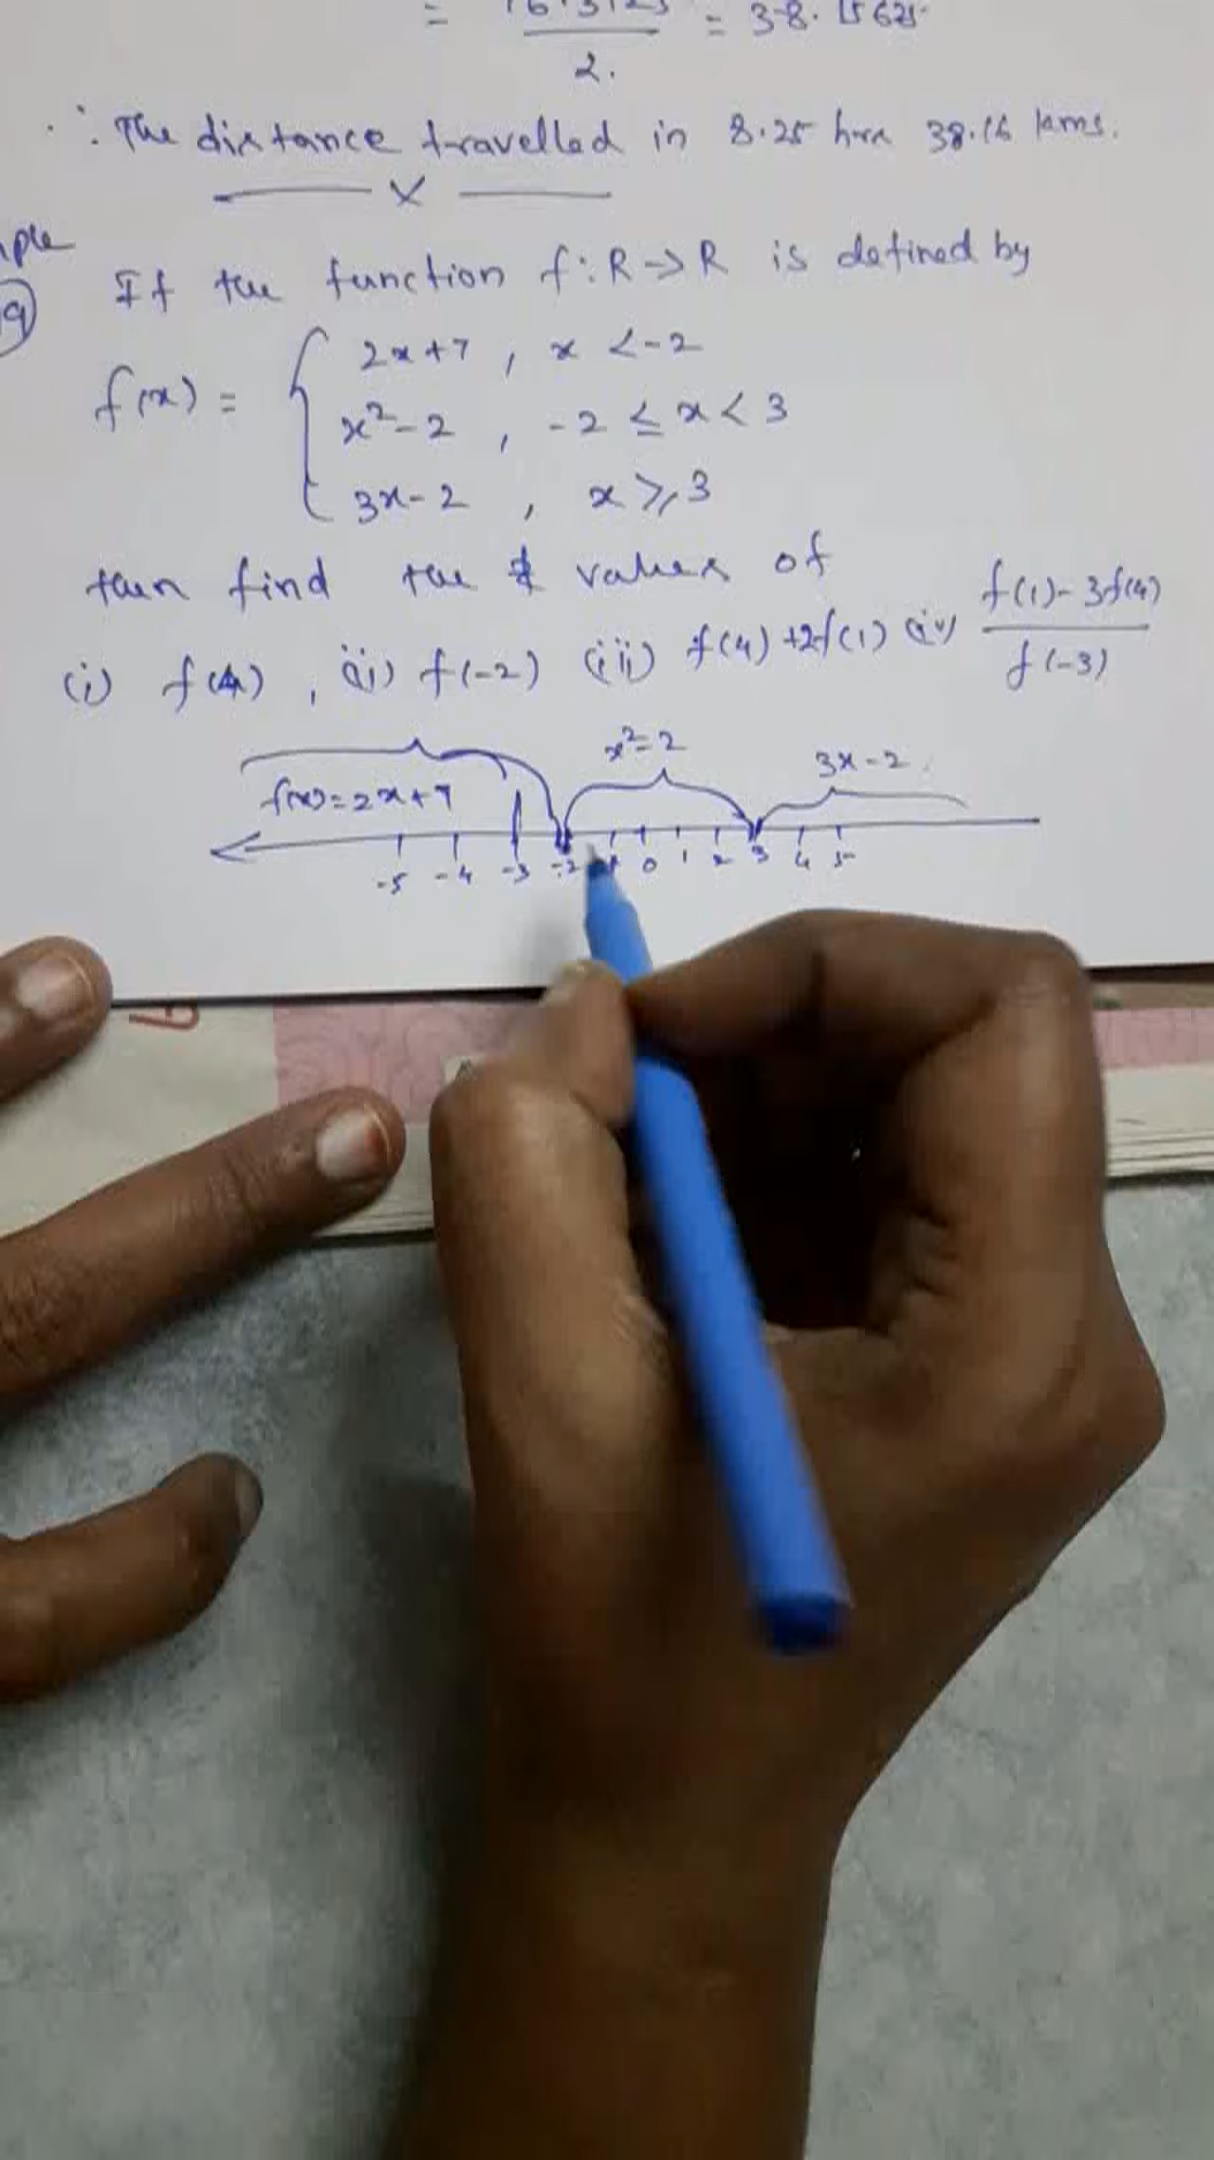 = / 2. = 38.15625
∴ The distance travelled in 8.25 hrs 38.16 kms.
x
If the function f:R→R is defined by
9
f(x) = { 2x+7 , x < -2
x²-2 , -2 ≤ x < 3
3x-2 , x ≥ 3
then find the values of
(i) f(4) , (ii) f(-2) (iii) f(4)+2f(1) (iv) f(1)-3f(4) / f(-3)
x²=2
3x-2
f(x)=2x+7
-5 -4 -3 -2 0 1 2 3 4 5